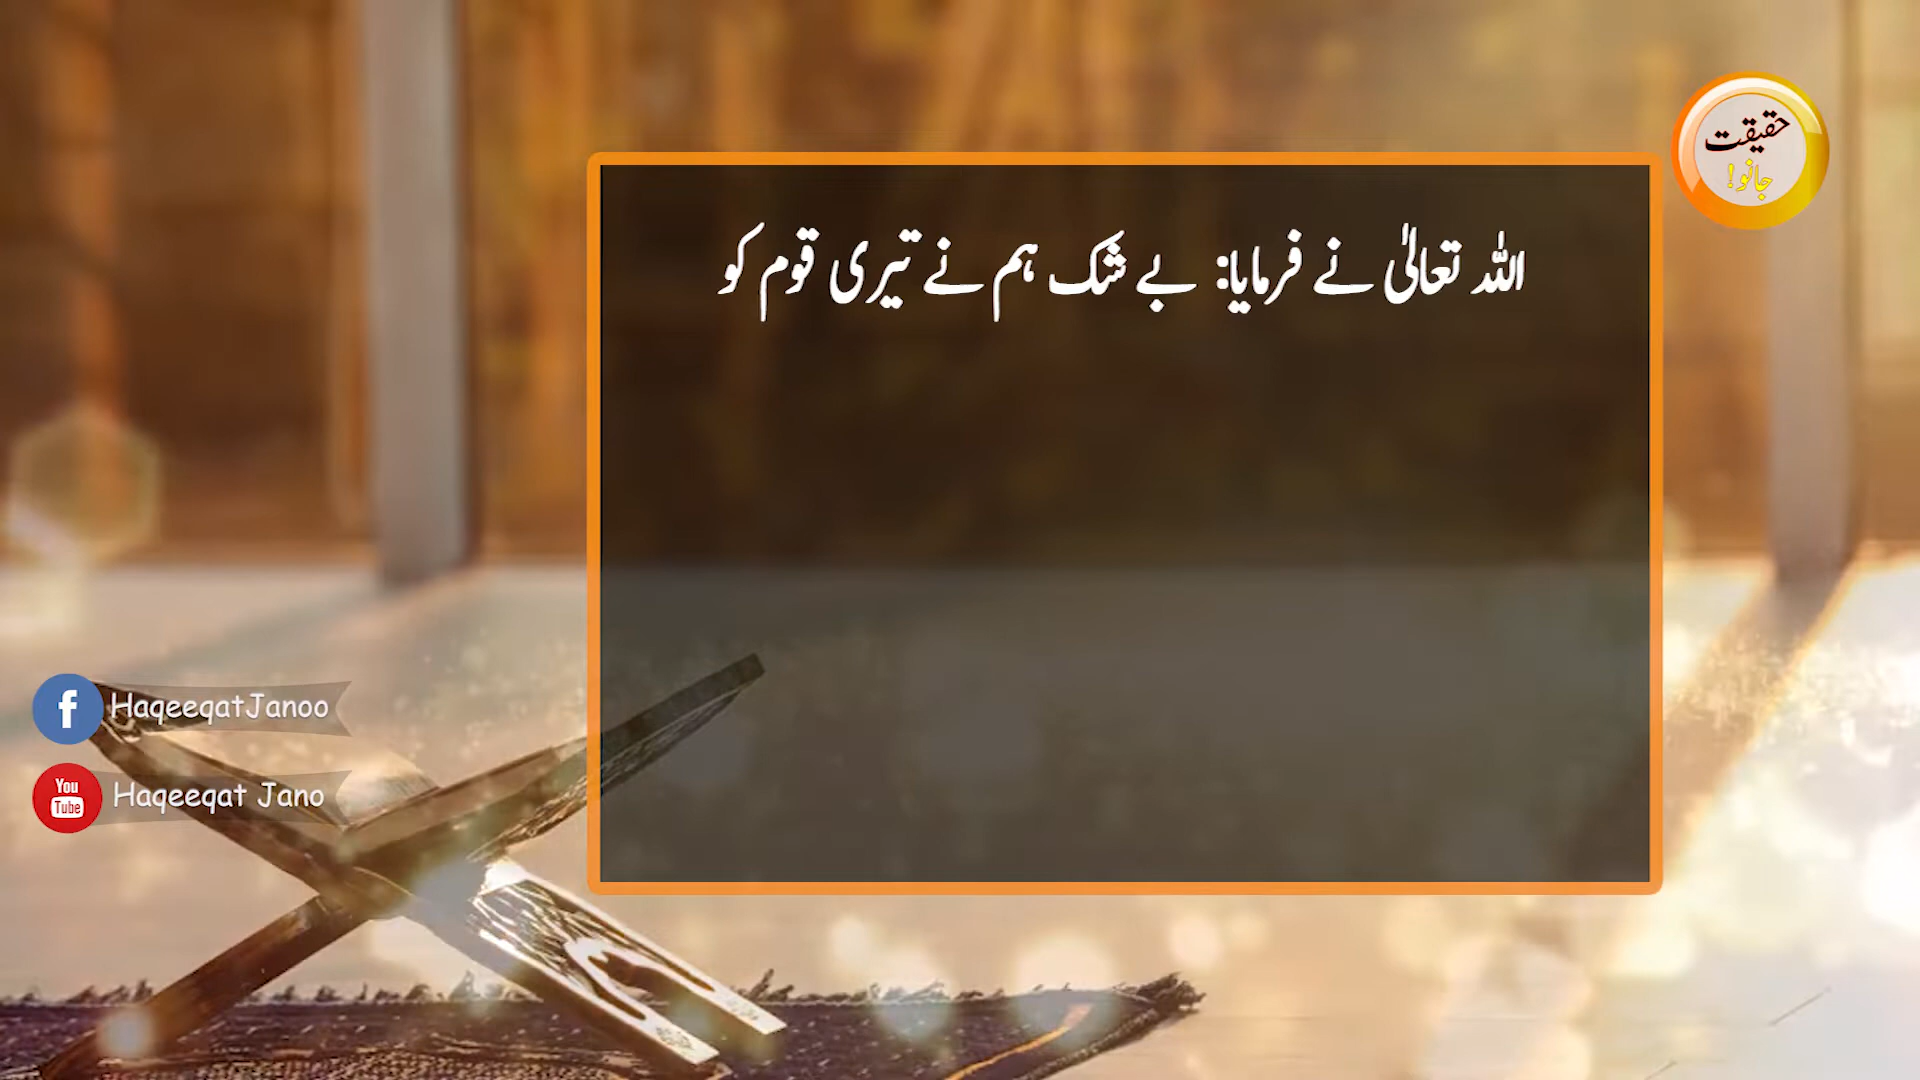 حقیقت
جانو!
اللہ تعالیٰ نے فرمایا: بے شک ہم نے تیری قوم کو
f HaqeeqatJanoo
You
Tube
Haqeeqat Jano